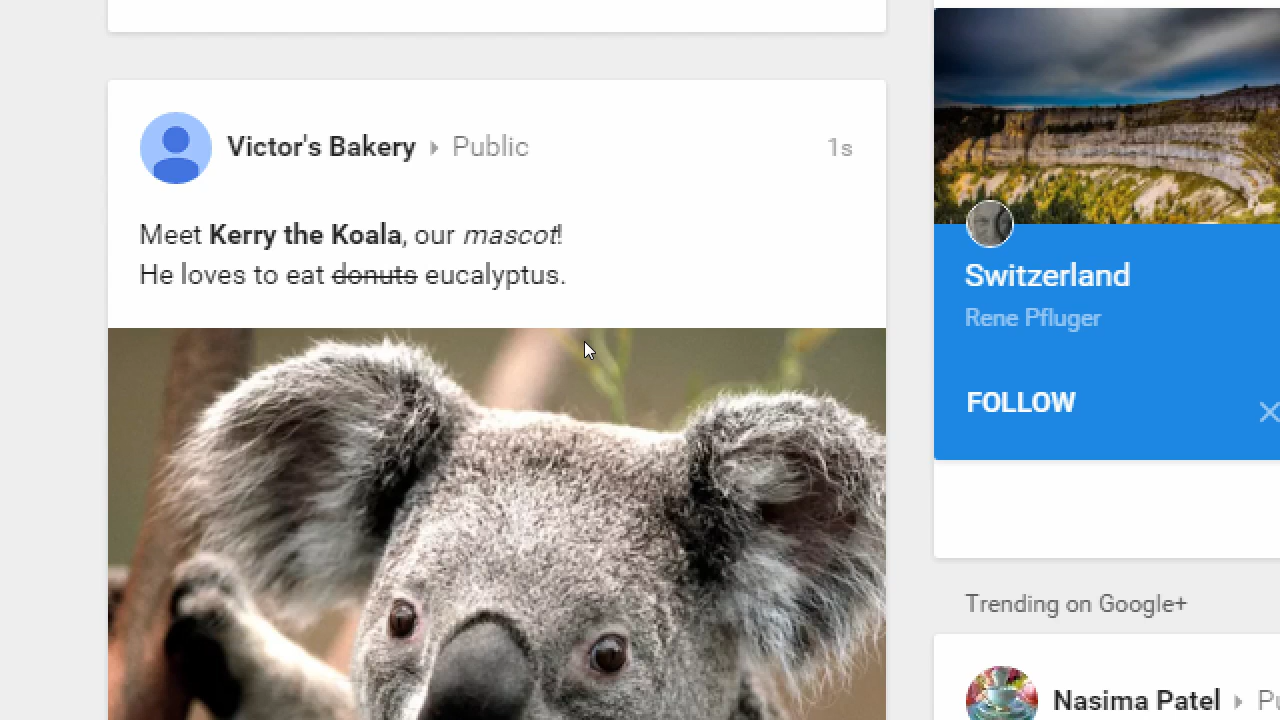 Victor's Bakery Public 1s
Meet Kerry the Koala, our mascot!
He loves to eat donuts eucalyptus.
Switzerland
Rene Pfluger
FOLLOW
Trending on Google+
Nasima Patel